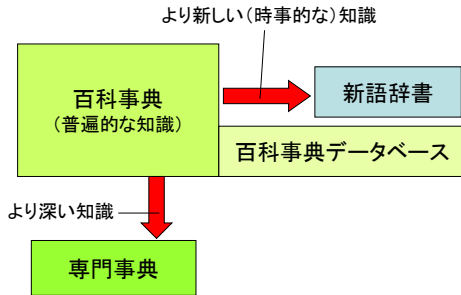 より新しい(時事的な)知識
百科事典
(普遍的な知識)
新語辞書
百科事典データベース
より深い知識
専門事典